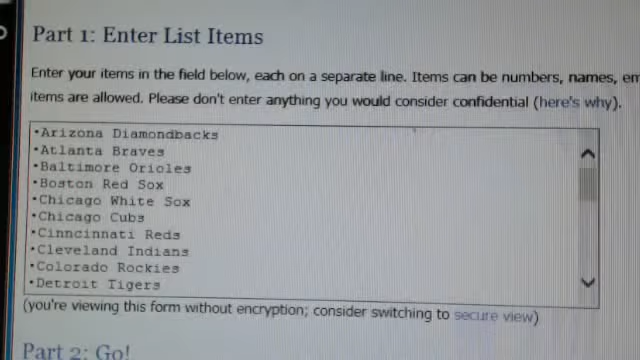 Part 1: Enter List Items
Enter your items in the field below, each on a separate line. Items can be numbers, names, em
items are allowed. Please don't enter anything you would consider confidential (here's why).
•Arizona Diamondbacks
•Atlanta Braves
•Baltimore Orioles
•Boston Red Sox
•Chicago White Sox
•Chicago Cubs
•Cinncinnati Reds
•Cleveland Indians
•Colorado Rockies
•Detroit Tigers
(you're viewing this form without encryption; consider switching to secure view)
Part 2: Go!